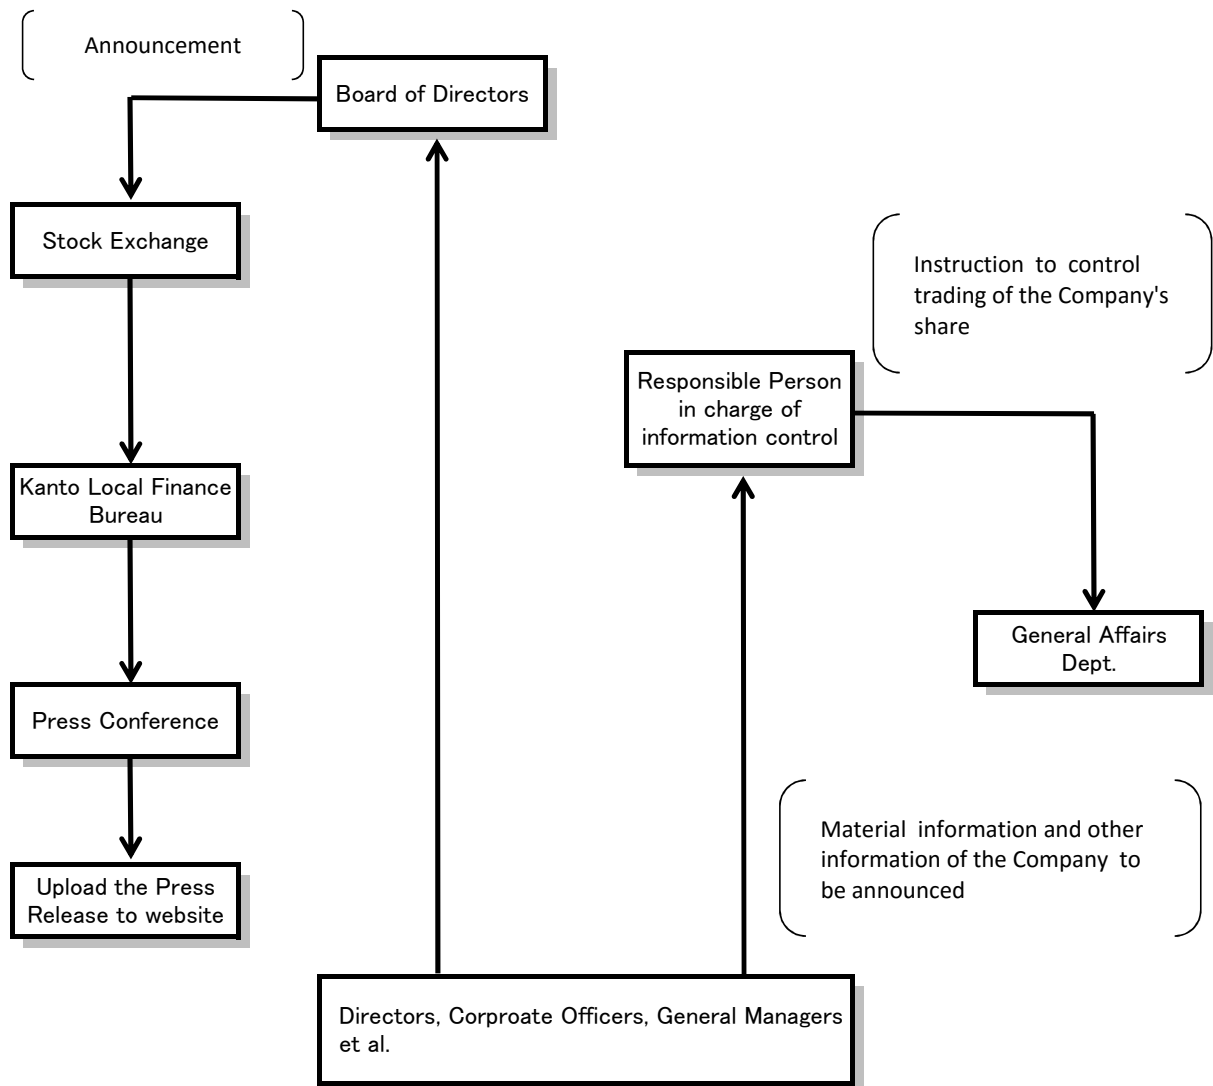 Announcement
Board of Directors
Stock Exchange
Instruction to control
trading of the Company's
share
Responsible Person
in charge of
information control
Kanto Local Finance
Bureau
General Affairs
Dept.
Press Conference
Material information and other
information of the Company to
be announced
Upload the Press
Release to website
Directors, Corproate Officers, General Managers
et al.